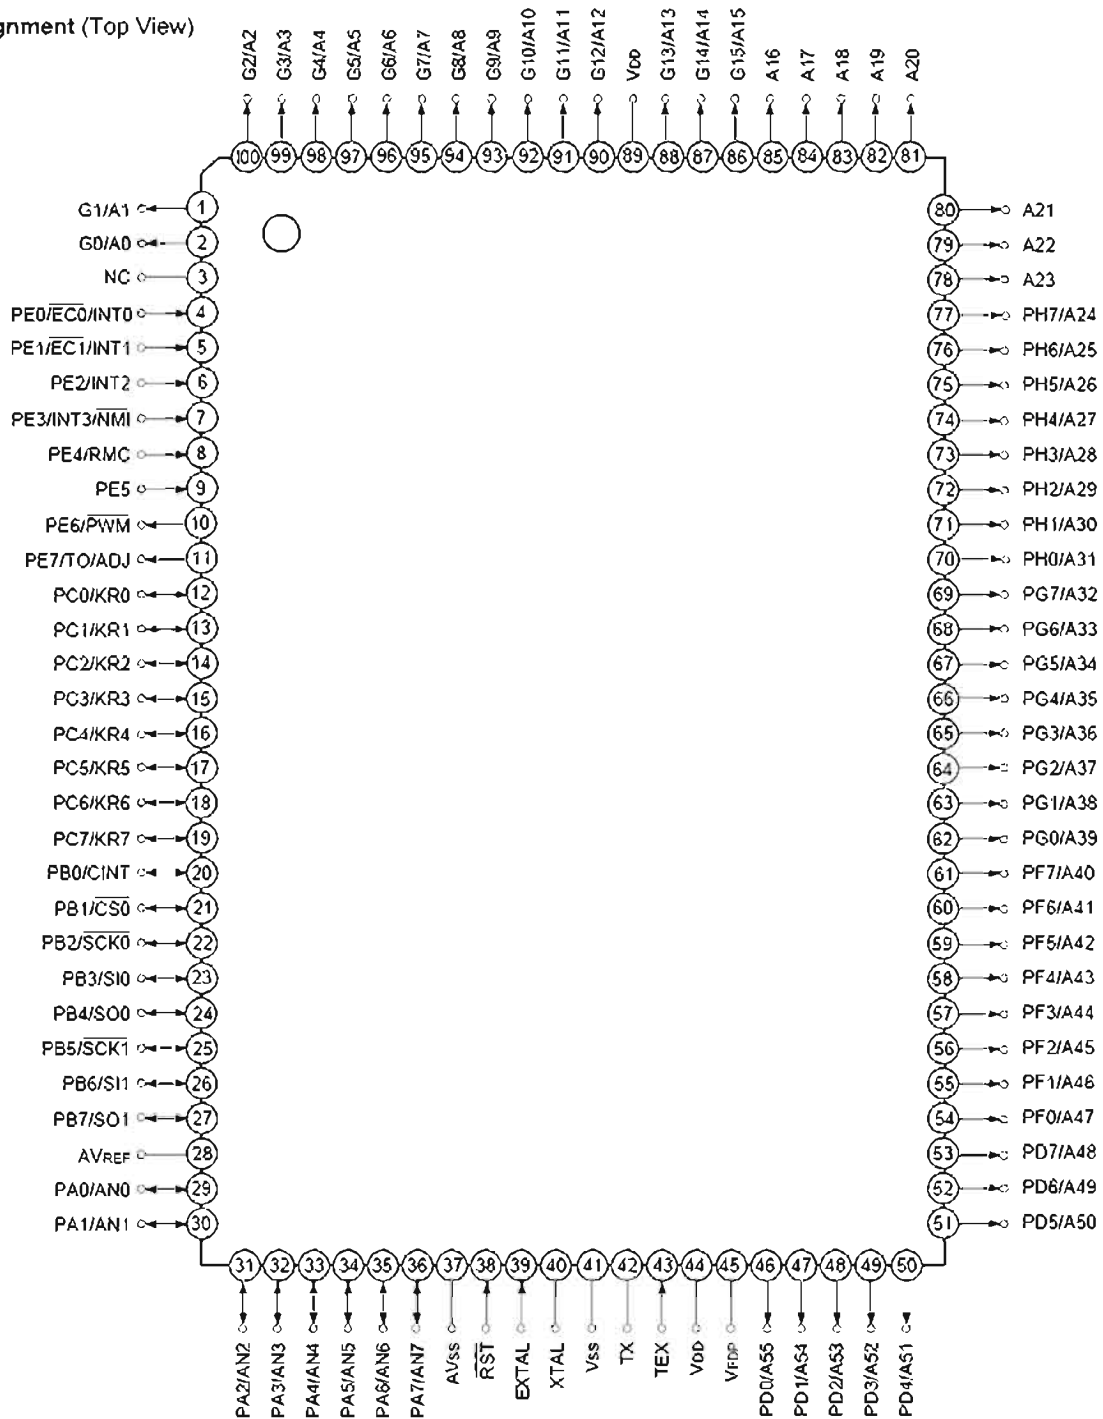 gnment (Top View)
G2/A2
G3/A3
G4/A4
G5/A5
G6/A6
G7/A7
G8/A8
G9/A9
G10/A10
G11/A11
G12/A12
VDD
G13/A13
G14/A14
G15/A15
A16
A17
A18
A19
A20
100 99 98 97 96 95 94 93 92 91 90 89 88 87 86 85 84 83 82 81
G1/A1 1 80 A21
G0/A0 2 79 A22
NC 3 78 A23
PE0/EC0/INT0 4 77 PH7/A24
PE1/EC1/INT1 5 76 PH6/A25
PE2/INT2 6 75 PH5/A26
PE3/INT3/NMI 7 74 PH4/A27
PE4/RMC 8 73 PH3/A28
PE5 9 72 PH2/A29
PE6/PWM 10 71 PH1/A30
PE7/TO/ADJ 11 70 PH0/A31
PC0/KR0 12 69 PG7/A32
PC1/KR1 13 68 PG6/A33
PC2/KR2 14 67 PG5/A34
PC3/KR3 15 66 PG4/A35
PC4/KR4 16 65 PG3/A36
PC5/KR5 17 64 PG2/A37
PC6/KR6 18 63 PG1/A38
PC7/KR7 19 62 PG0/A39
PB0/CINT 20 61 PF7/A40
PB1/CS0 21 60 PF6/A41
PB2/SCK0 22 59 PF5/A42
PB3/SI0 23 58 PF4/A43
PB4/SO0 24 57 PF3/A44
PB5/SCK1 25 56 PF2/A45
PB6/SI1 26 55 PF1/A46
PB7/SO1 27 54 PF0/A47
AVREF 28 53 PD7/A48
PA0/AN0 29 52 PD6/A49
PA1/AN1 30 51 PD5/A50
31 32 33 34 35 36 37 38 39 40 41 42 43 44 45 46 47 48 49 50
PA2/AN2
PA3/AN3
PA4/AN4
PA5/AN5
PA6/AN6
PA7/AN7
AVSS
RST
EXTAL
XTAL
VSS
TX
TEX
VDD
VFDP
PD0/A55
PD1/A54
PD2/A53
PD3/A52
PD4/A51